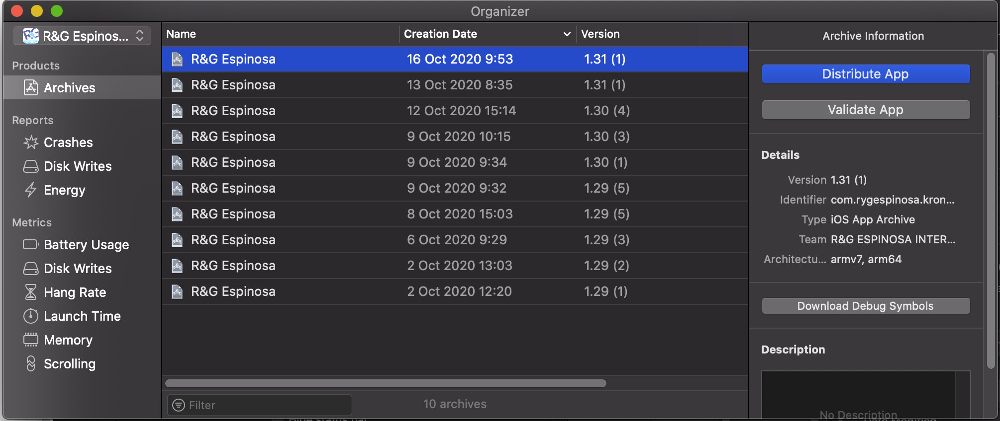 Organizer
R&G Espinos...
Products
Archives
Reports
Crashes
Disk Writes
Energy
Metrics
Battery Usage
Disk Writes
Hang Rate
Launch Time
Memory
Scrolling
Name Creation Date Version
R&G Espinosa 16 Oct 2020 9:53 1.31 (1)
R&G Espinosa 13 Oct 2020 8:35 1.31 (1)
R&G Espinosa 12 Oct 2020 15:14 1.30 (4)
R&G Espinosa 9 Oct 2020 10:15 1.30 (3)
R&G Espinosa 9 Oct 2020 9:34 1.30 (1)
R&G Espinosa 9 Oct 2020 9:32 1.29 (5)
R&G Espinosa 8 Oct 2020 15:03 1.29 (5)
R&G Espinosa 6 Oct 2020 9:29 1.29 (3)
R&G Espinosa 2 Oct 2020 13:03 1.29 (2)
R&G Espinosa 2 Oct 2020 12:20 1.29 (1)
Filter
10 archives
Archive Information
Distribute App
Validate App
Details
Version 1.31 (1)
Identifier com.rygespinosa.kron...
Type iOS App Archive
Team R&G ESPINOSA INTER...
Architectu... armv7, arm64
Download Debug Symbols
Description
No Description